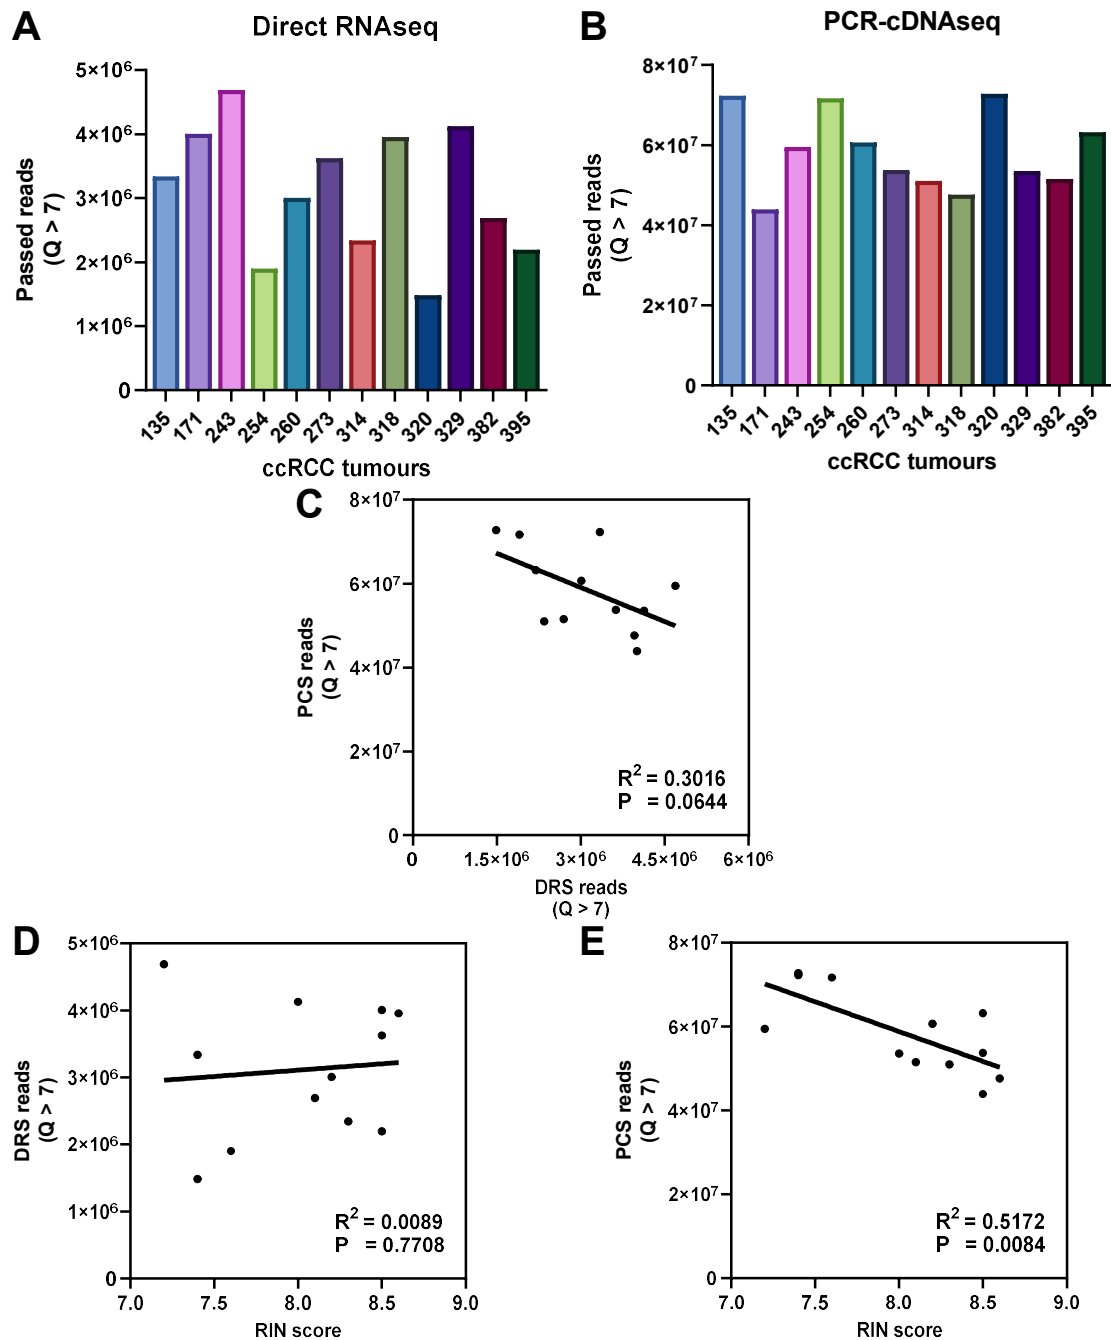 A
Direct RNAseq
5×10⁶
4×10⁶
3×10⁶
2×10⁶
1×10⁶
0
Passed reads
(Q > 7)
135 171 243 254 260 273 314 318 320 329 382 395
ccRCC tumours
B
PCR-cDNAseq
8×10⁷
6×10⁷
4×10⁷
2×10⁷
0
Passed reads
(Q > 7)
135 171 243 254 260 273 314 318 320 329 382 395
ccRCC tumours
C
8×10⁷
6×10⁷
4×10⁷
2×10⁷
0
PCS reads
(Q > 7)
R² = 0.3016
P = 0.0644
0 1.5×10⁶ 3×10⁶ 4.5×10⁶ 6×10⁶
DRS reads
(Q > 7)
D
5×10⁶
4×10⁶
3×10⁶
2×10⁶
1×10⁶
0
DRS reads
(Q > 7)
R² = 0.0089
P = 0.7708
7.0 7.5 8.0 8.5 9.0
RIN score
E
8×10⁷
6×10⁷
4×10⁷
2×10⁷
0
PCS reads
(Q > 7)
R² = 0.5172
P = 0.0084
7.0 7.5 8.0 8.5 9.0
RIN score